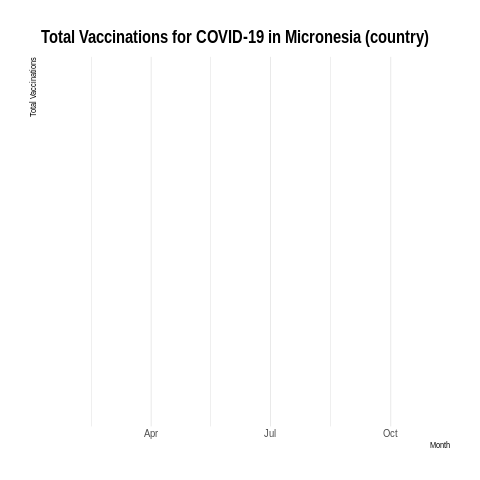 Total Vaccinations for COVID-19 in Micronesia (country)
Total Vaccinations
Apr
Jul
Oct
Month